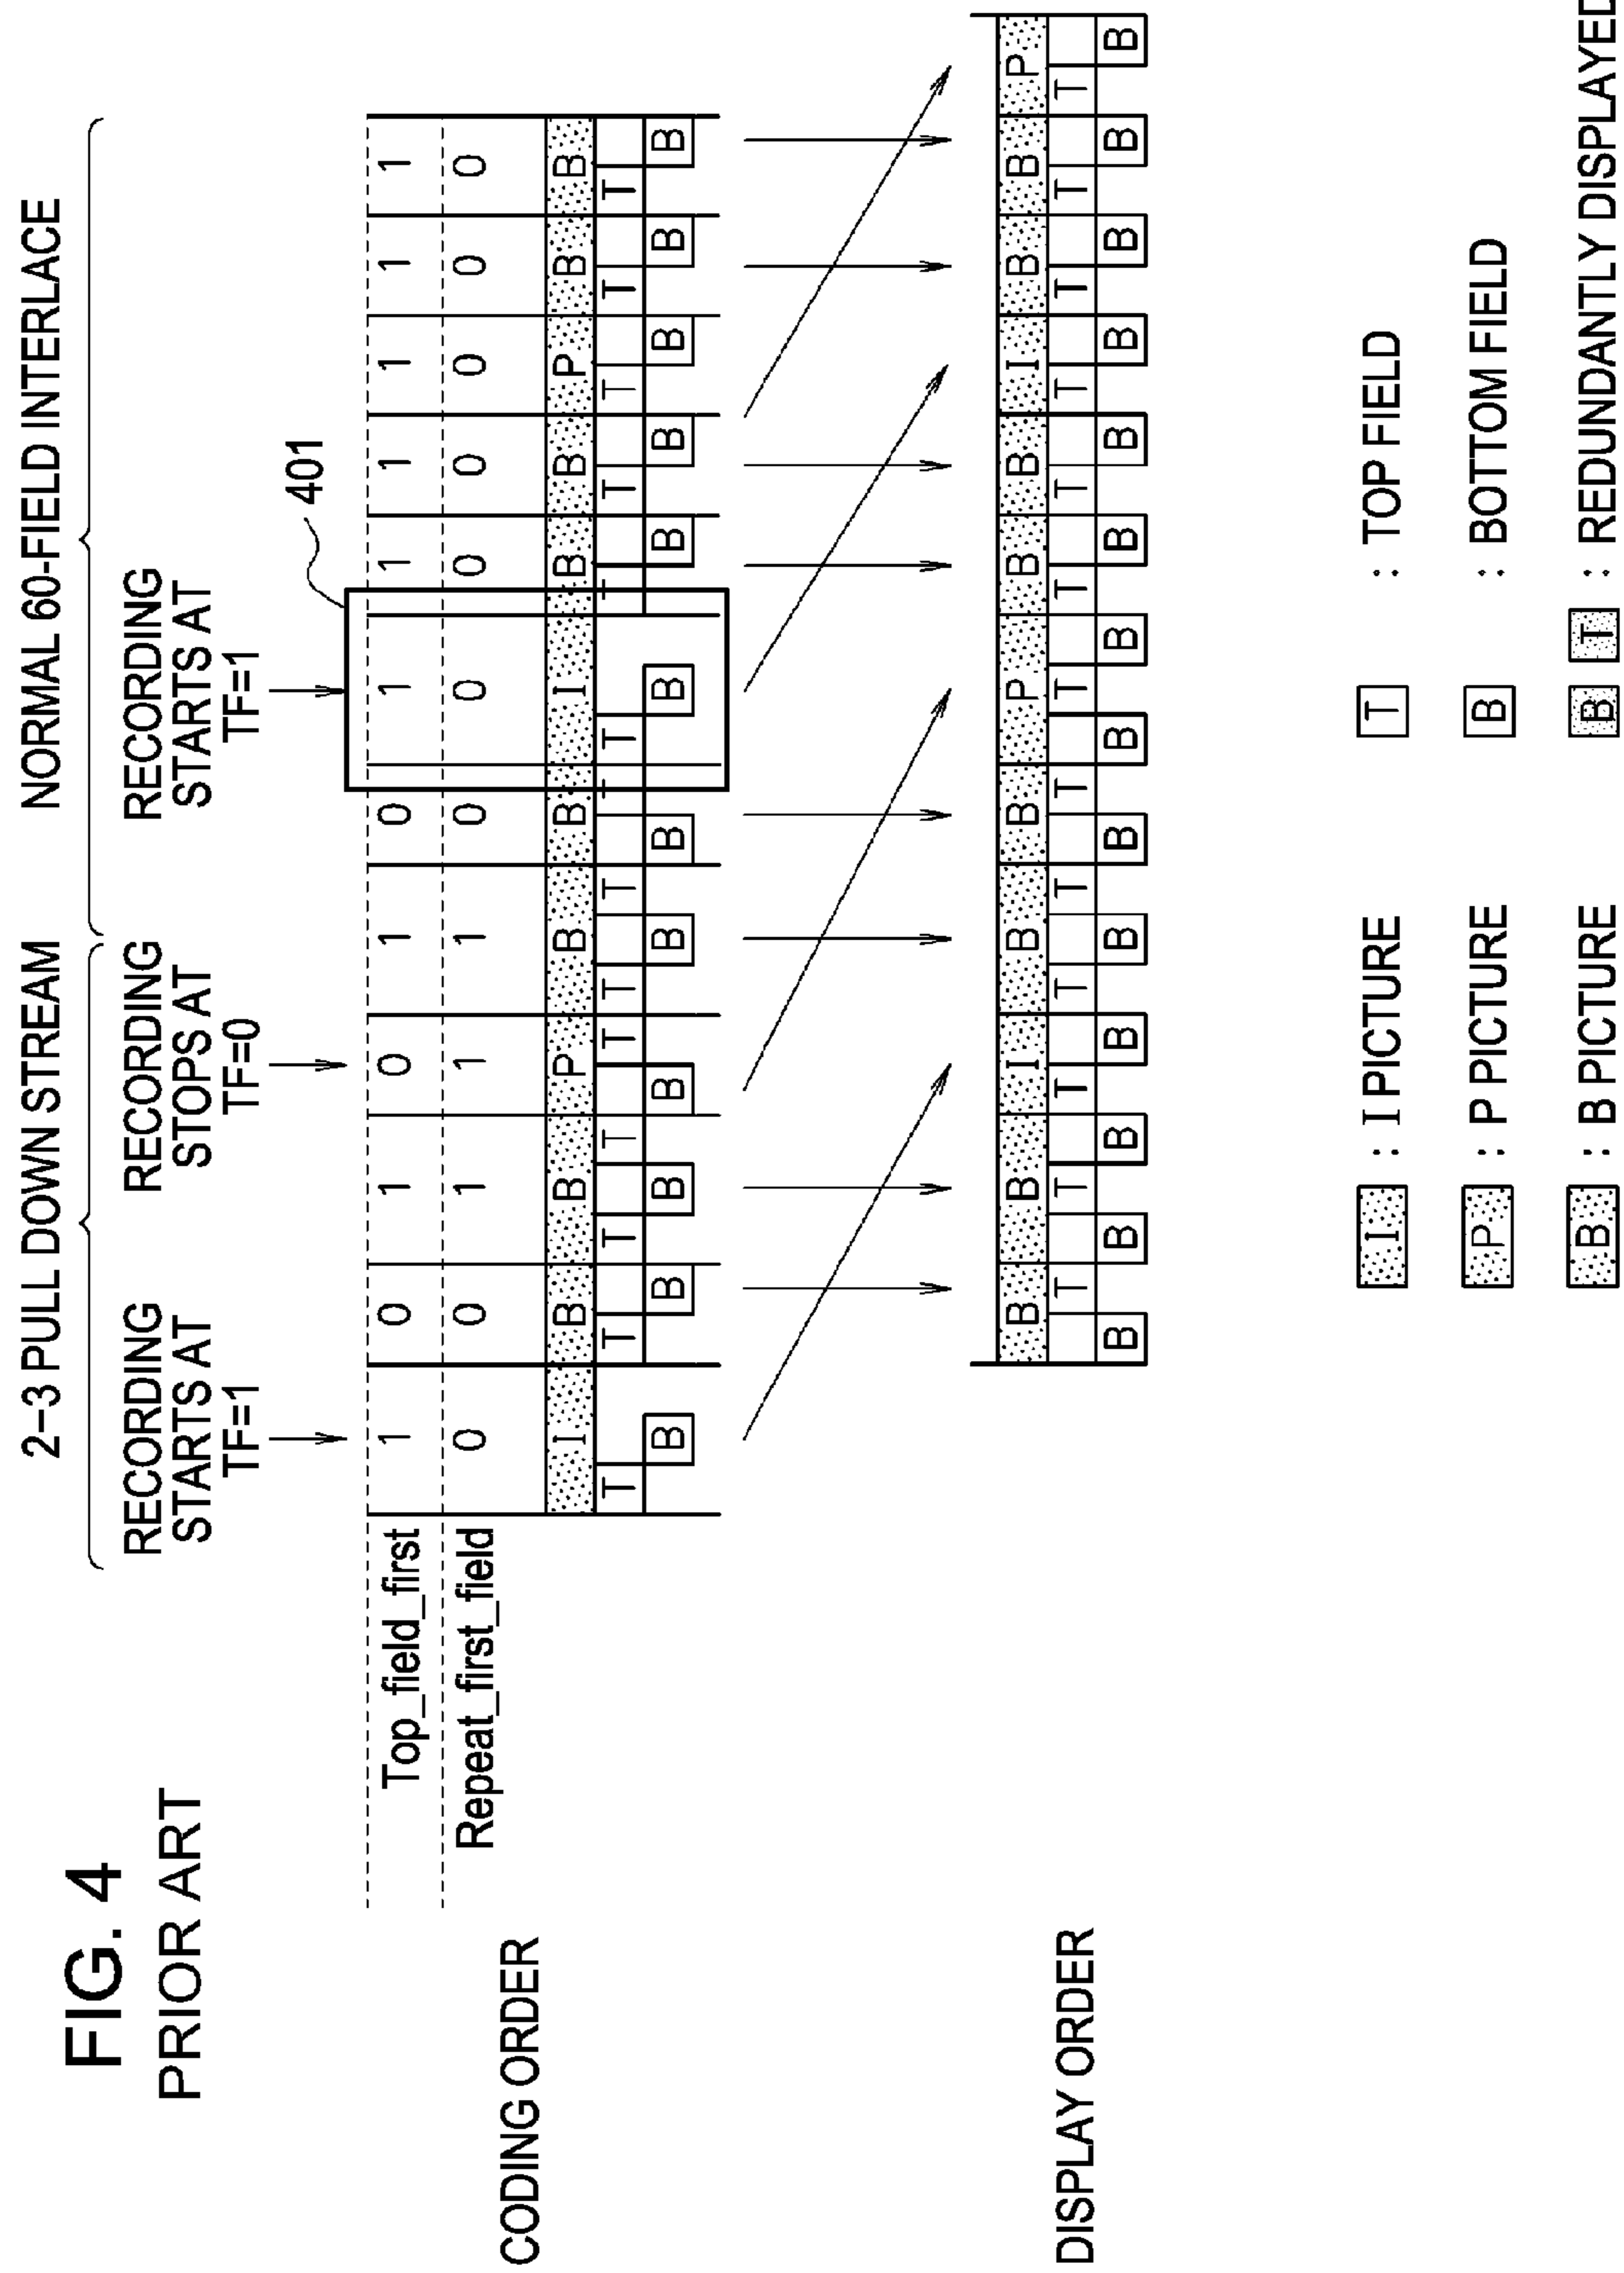 FIG. 4
PRIOR ART
2–3 PULL DOWN STREAM NORMAL 60-FIELD INTERLACE
RECORDING STARTS AT TF=1
RECORDING STOPS AT TF=0
RECORDING STARTS AT TF=1
401
Top_field_first 1 0 1 0 1 0 1 1 1 1 1 1
Repeat_first_field 0 0 1 1 1 0 0 0 0 0 0 0
CODING ORDER
I B B P B B I B B P B B
T T T T T T T T T T T T T T
B B B B B B B B B B B B
DISPLAY ORDER
B B I B B P B B I B B P
T T T T T T T T T T T T T
B B B B B B B B B B B B B B
I : I PICTURE T : TOP FIELD
P : P PICTURE B : BOTTOM FIELD
B : B PICTURE B T : REDUNDANTLY DISPLAYED